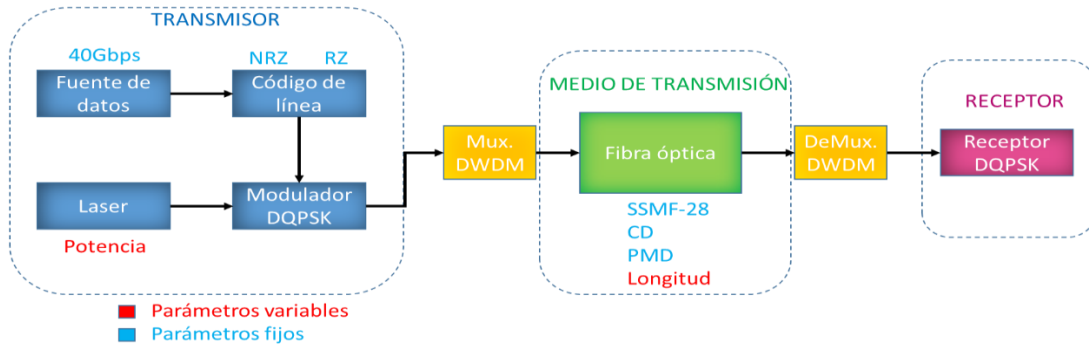 TRANSMISOR
40Gbps
NRZ RZ
Fuente de
datos
Código de
línea
Laser
Potencia
Modulador
DQPSK
Mux.
DWDM
MEDIO DE TRANSMISIÓN
Fibra óptica
SSMF-28
CD
PMD
Longitud
DeMux.
DWDM
RECEPTOR
Receptor
DQPSK
Parámetros variables
Parámetros fijos